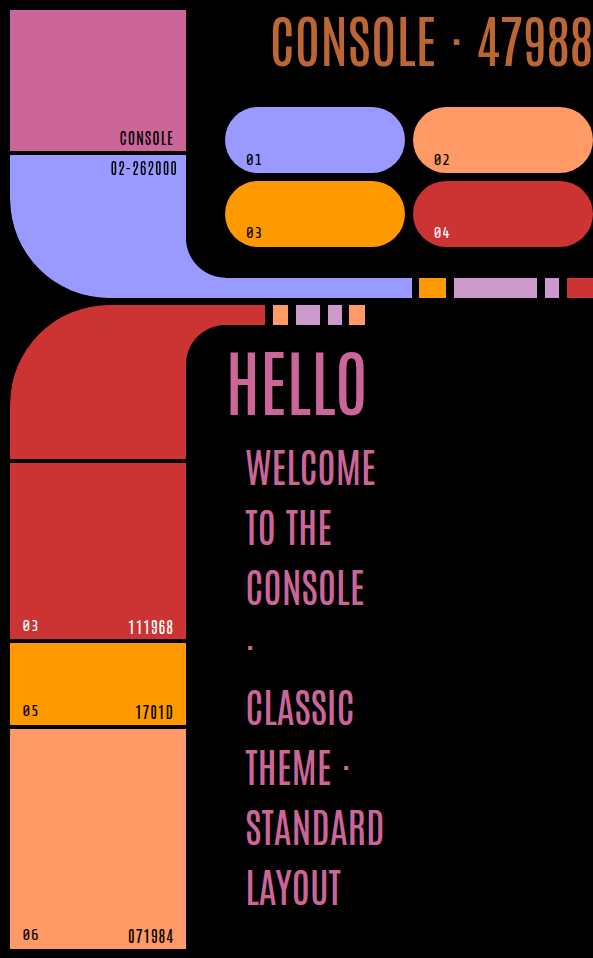 CONSOLE · 47988
CONSOLE
02-262000
01
02
03
04
HELLO
WELCOME
TO THE
CONSOLE
·
CLASSIC
THEME ·
STANDARD
LAYOUT
03 111968
05 1701D
06 071984